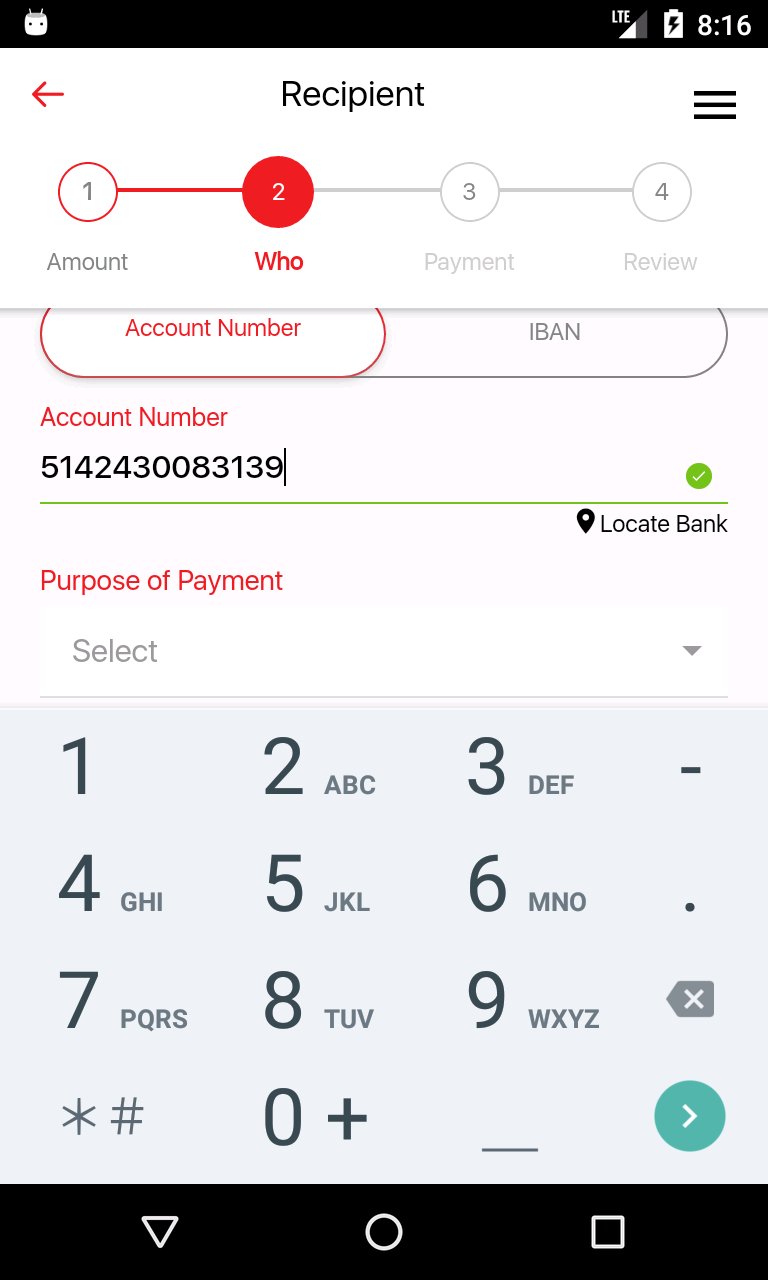 LTE 8:16
Recipient
1 2 3 4
Amount Who Payment Review
Account Number IBAN
Account Number
5142430083139
Locate Bank
Purpose of Payment
Select
1 2 ABC 3 DEF -
4 GHI 5 JKL 6 MNO .
7 PQRS 8 TUV 9 WXYZ
*# 0 + _